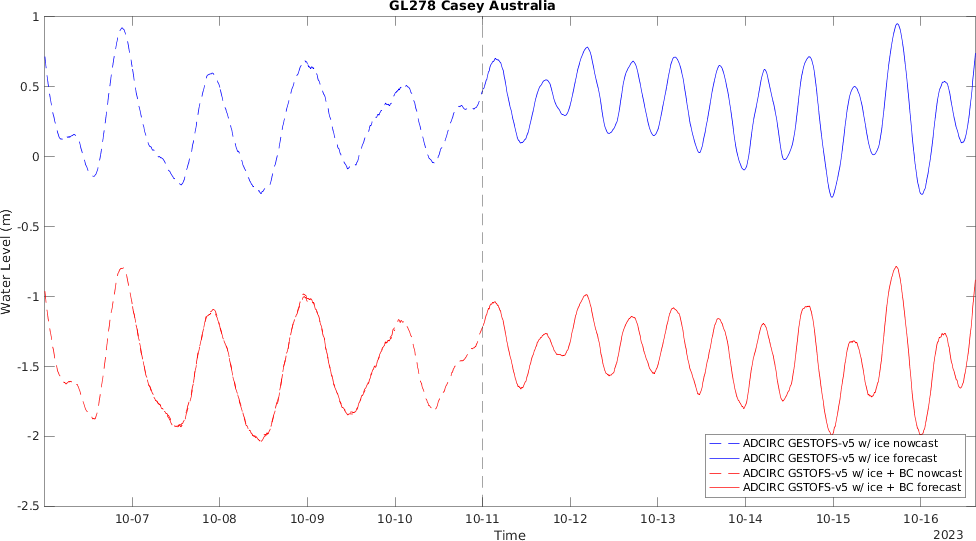 GL278 Casey Australia
1
0.5
0
-0.5
-1
-1.5
-2
-2.5
Water Level (m)
ADCIRC GESTOFS-v5 w/ ice nowcast
ADCIRC GESTOFS-v5 w/ ice forecast
ADCIRC GSTOFS-v5 w/ ice + BC nowcast
ADCIRC GSTOFS-v5 w/ ice + BC forecast
10-07 10-08 10-09 10-10 10-11 10-12 10-13 10-14 10-15 10-16
Time
2023